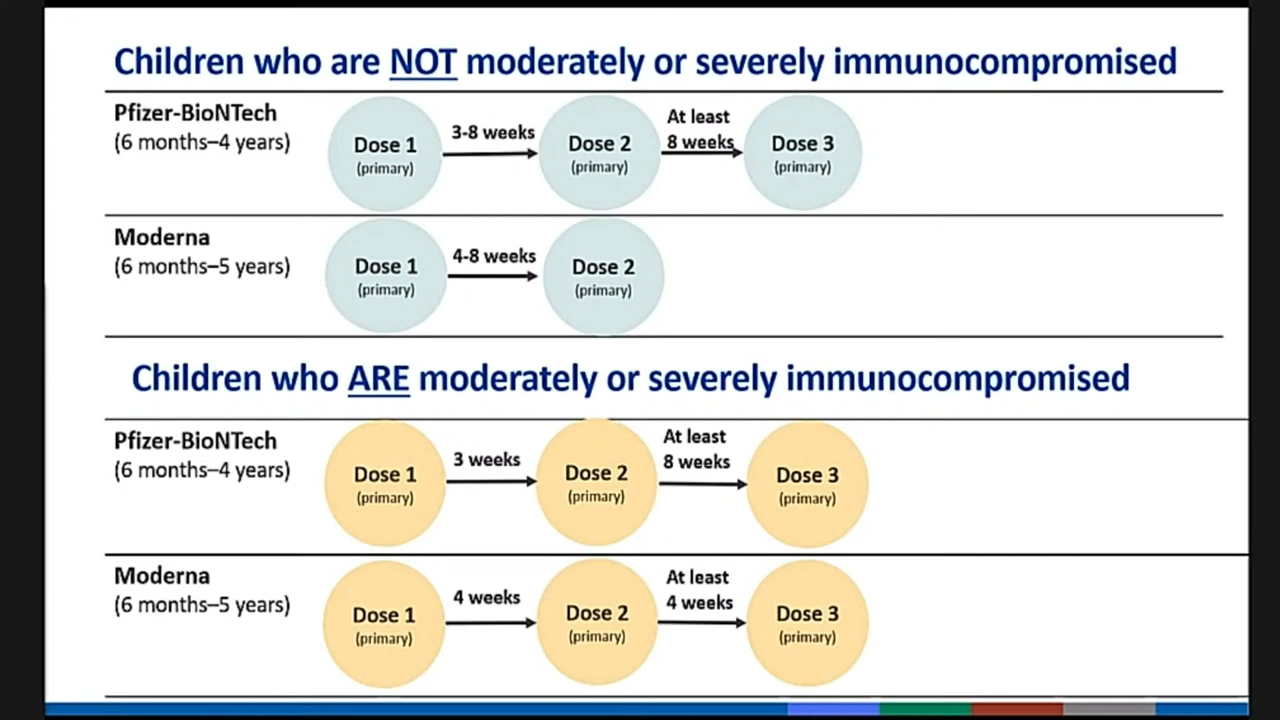 Children who are NOT moderately or severely immunocompromised
Pfizer-BioNTech
(6 months–4 years)
Dose 1
(primary)
3-8 weeks
Dose 2
(primary)
At least
8 weeks
Dose 3
(primary)
Moderna
(6 months–5 years)
Dose 1
(primary)
4-8 weeks
Dose 2
(primary)
Children who ARE moderately or severely immunocompromised
Pfizer-BioNTech
(6 months–4 years)
Dose 1
(primary)
3 weeks
Dose 2
(primary)
At least
8 weeks
Dose 3
(primary)
Moderna
(6 months–5 years)
Dose 1
(primary)
4 weeks
Dose 2
(primary)
At least
4 weeks
Dose 3
(primary)